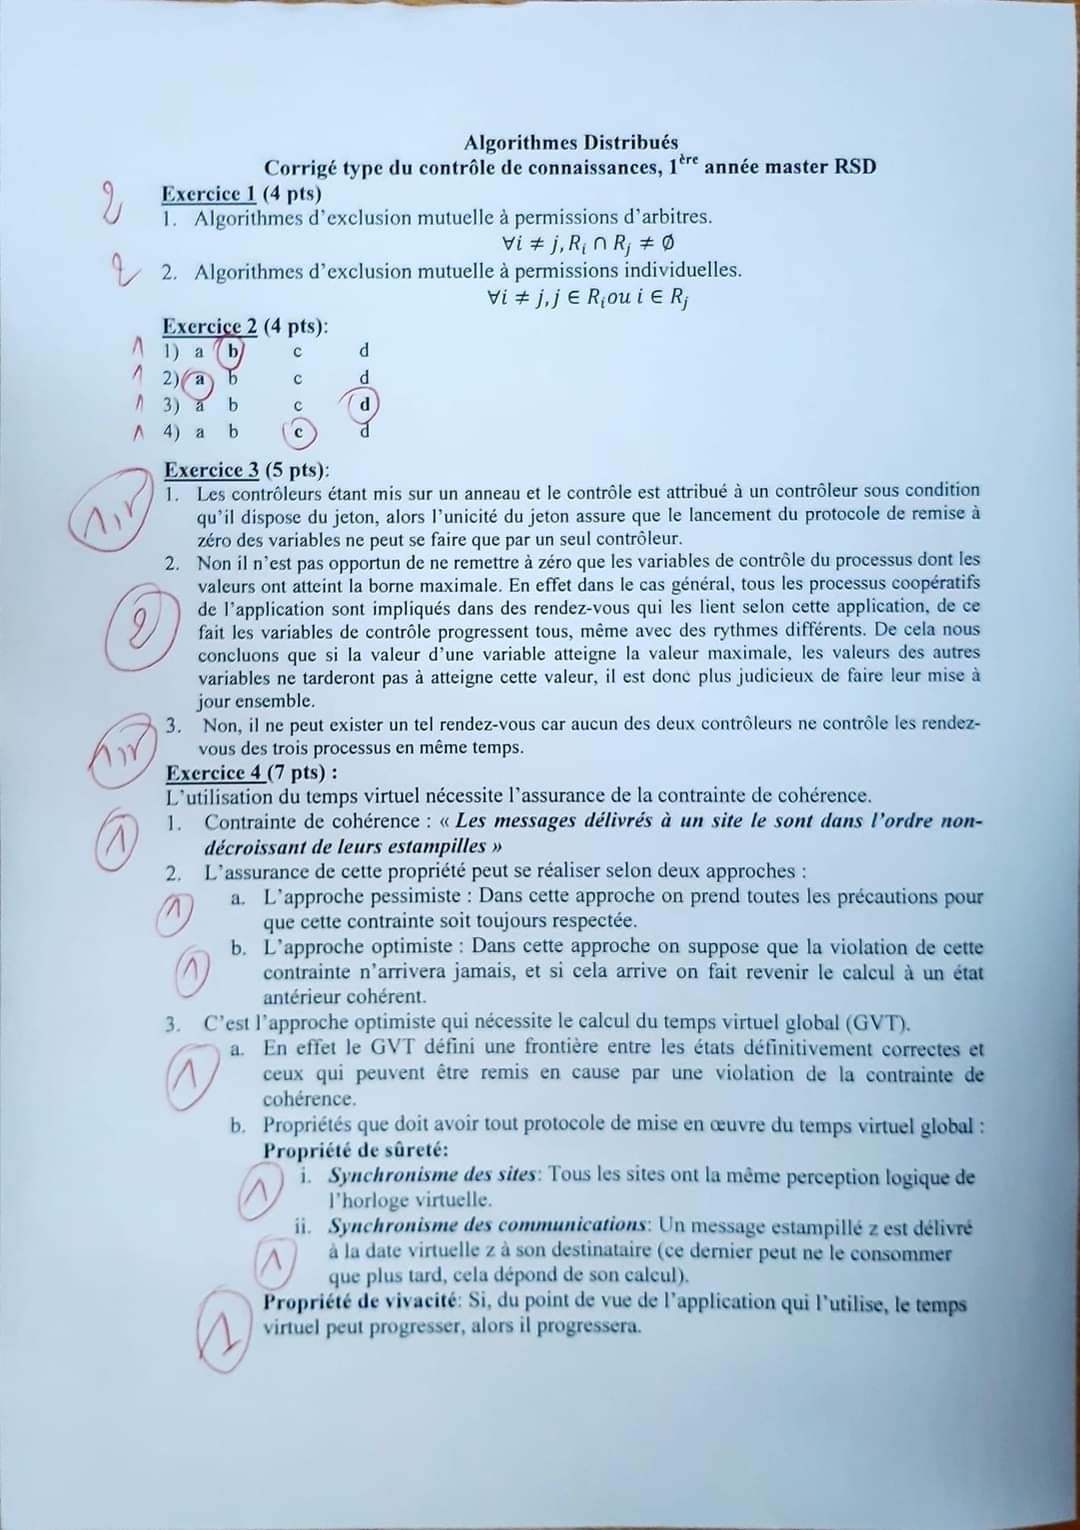 Algorithmes Distribués
Corrigé type du contrôle de connaissances, 1ère année master RSD
2 Exercice 1 (4 pts)
1. Algorithmes d'exclusion mutuelle à permissions d'arbitres.
∀i ≠ j, Ri ∩ Rj ≠ ∅
2 2. Algorithmes d'exclusion mutuelle à permissions individuelles.
∀i ≠ j, j ∈ Ri ou i ∈ Rj
Exercice 2 (4 pts):
1 1) a b c d
1 2) a b c d
1 3) a b c d
1 4) a b c d
Exercice 3 (5 pts):
1. Les contrôleurs étant mis sur un anneau et le contrôle est attribué à un contrôleur sous condition
1,5 qu'il dispose du jeton, alors l'unicité du jeton assure que le lancement du protocole de remise à
zéro des variables ne peut se faire que par un seul contrôleur.
2. Non il n'est pas opportun de ne remettre à zéro que les variables de contrôle du processus dont les
valeurs ont atteint la borne maximale. En effet dans le cas général, tous les processus coopératifs
de l'application sont impliqués dans des rendez-vous qui les lient selon cette application, de ce
2 fait les variables de contrôle progressent tous, même avec des rythmes différents. De cela nous
concluons que si la valeur d'une variable atteigne la valeur maximale, les valeurs des autres
variables ne tarderont pas à atteigne cette valeur, il est donc plus judicieux de faire leur mise à
jour ensemble.
3. Non, il ne peut exister un tel rendez-vous car aucun des deux contrôleurs ne contrôle les rendez-
1,5 vous des trois processus en même temps.
Exercice 4 (7 pts) :
L'utilisation du temps virtuel nécessite l'assurance de la contrainte de cohérence.
1 1. Contrainte de cohérence : « Les messages délivrés à un site le sont dans l'ordre non-
décroissant de leurs estampilles »
2. L'assurance de cette propriété peut se réaliser selon deux approches :
1 a. L'approche pessimiste : Dans cette approche on prend toutes les précautions pour
que cette contrainte soit toujours respectée.
b. L'approche optimiste : Dans cette approche on suppose que la violation de cette
1 contrainte n'arrivera jamais, et si cela arrive on fait revenir le calcul à un état
antérieur cohérent.
3. C'est l'approche optimiste qui nécessite le calcul du temps virtuel global (GVT).
a. En effet le GVT défini une frontière entre les états définitivement correctes et
1 ceux qui peuvent être remis en cause par une violation de la contrainte de
cohérence.
b. Propriétés que doit avoir tout protocole de mise en œuvre du temps virtuel global :
Propriété de sûreté:
1 i. Synchronisme des sites: Tous les sites ont la même perception logique de
l'horloge virtuelle.
ii. Synchronisme des communications: Un message estampillé z est délivré
1 à la date virtuelle z à son destinataire (ce dernier peut ne le consommer
que plus tard, cela dépond de son calcul).
Propriété de vivacité: Si, du point de vue de l'application qui l'utilise, le temps
1 virtuel peut progresser, alors il progressera.